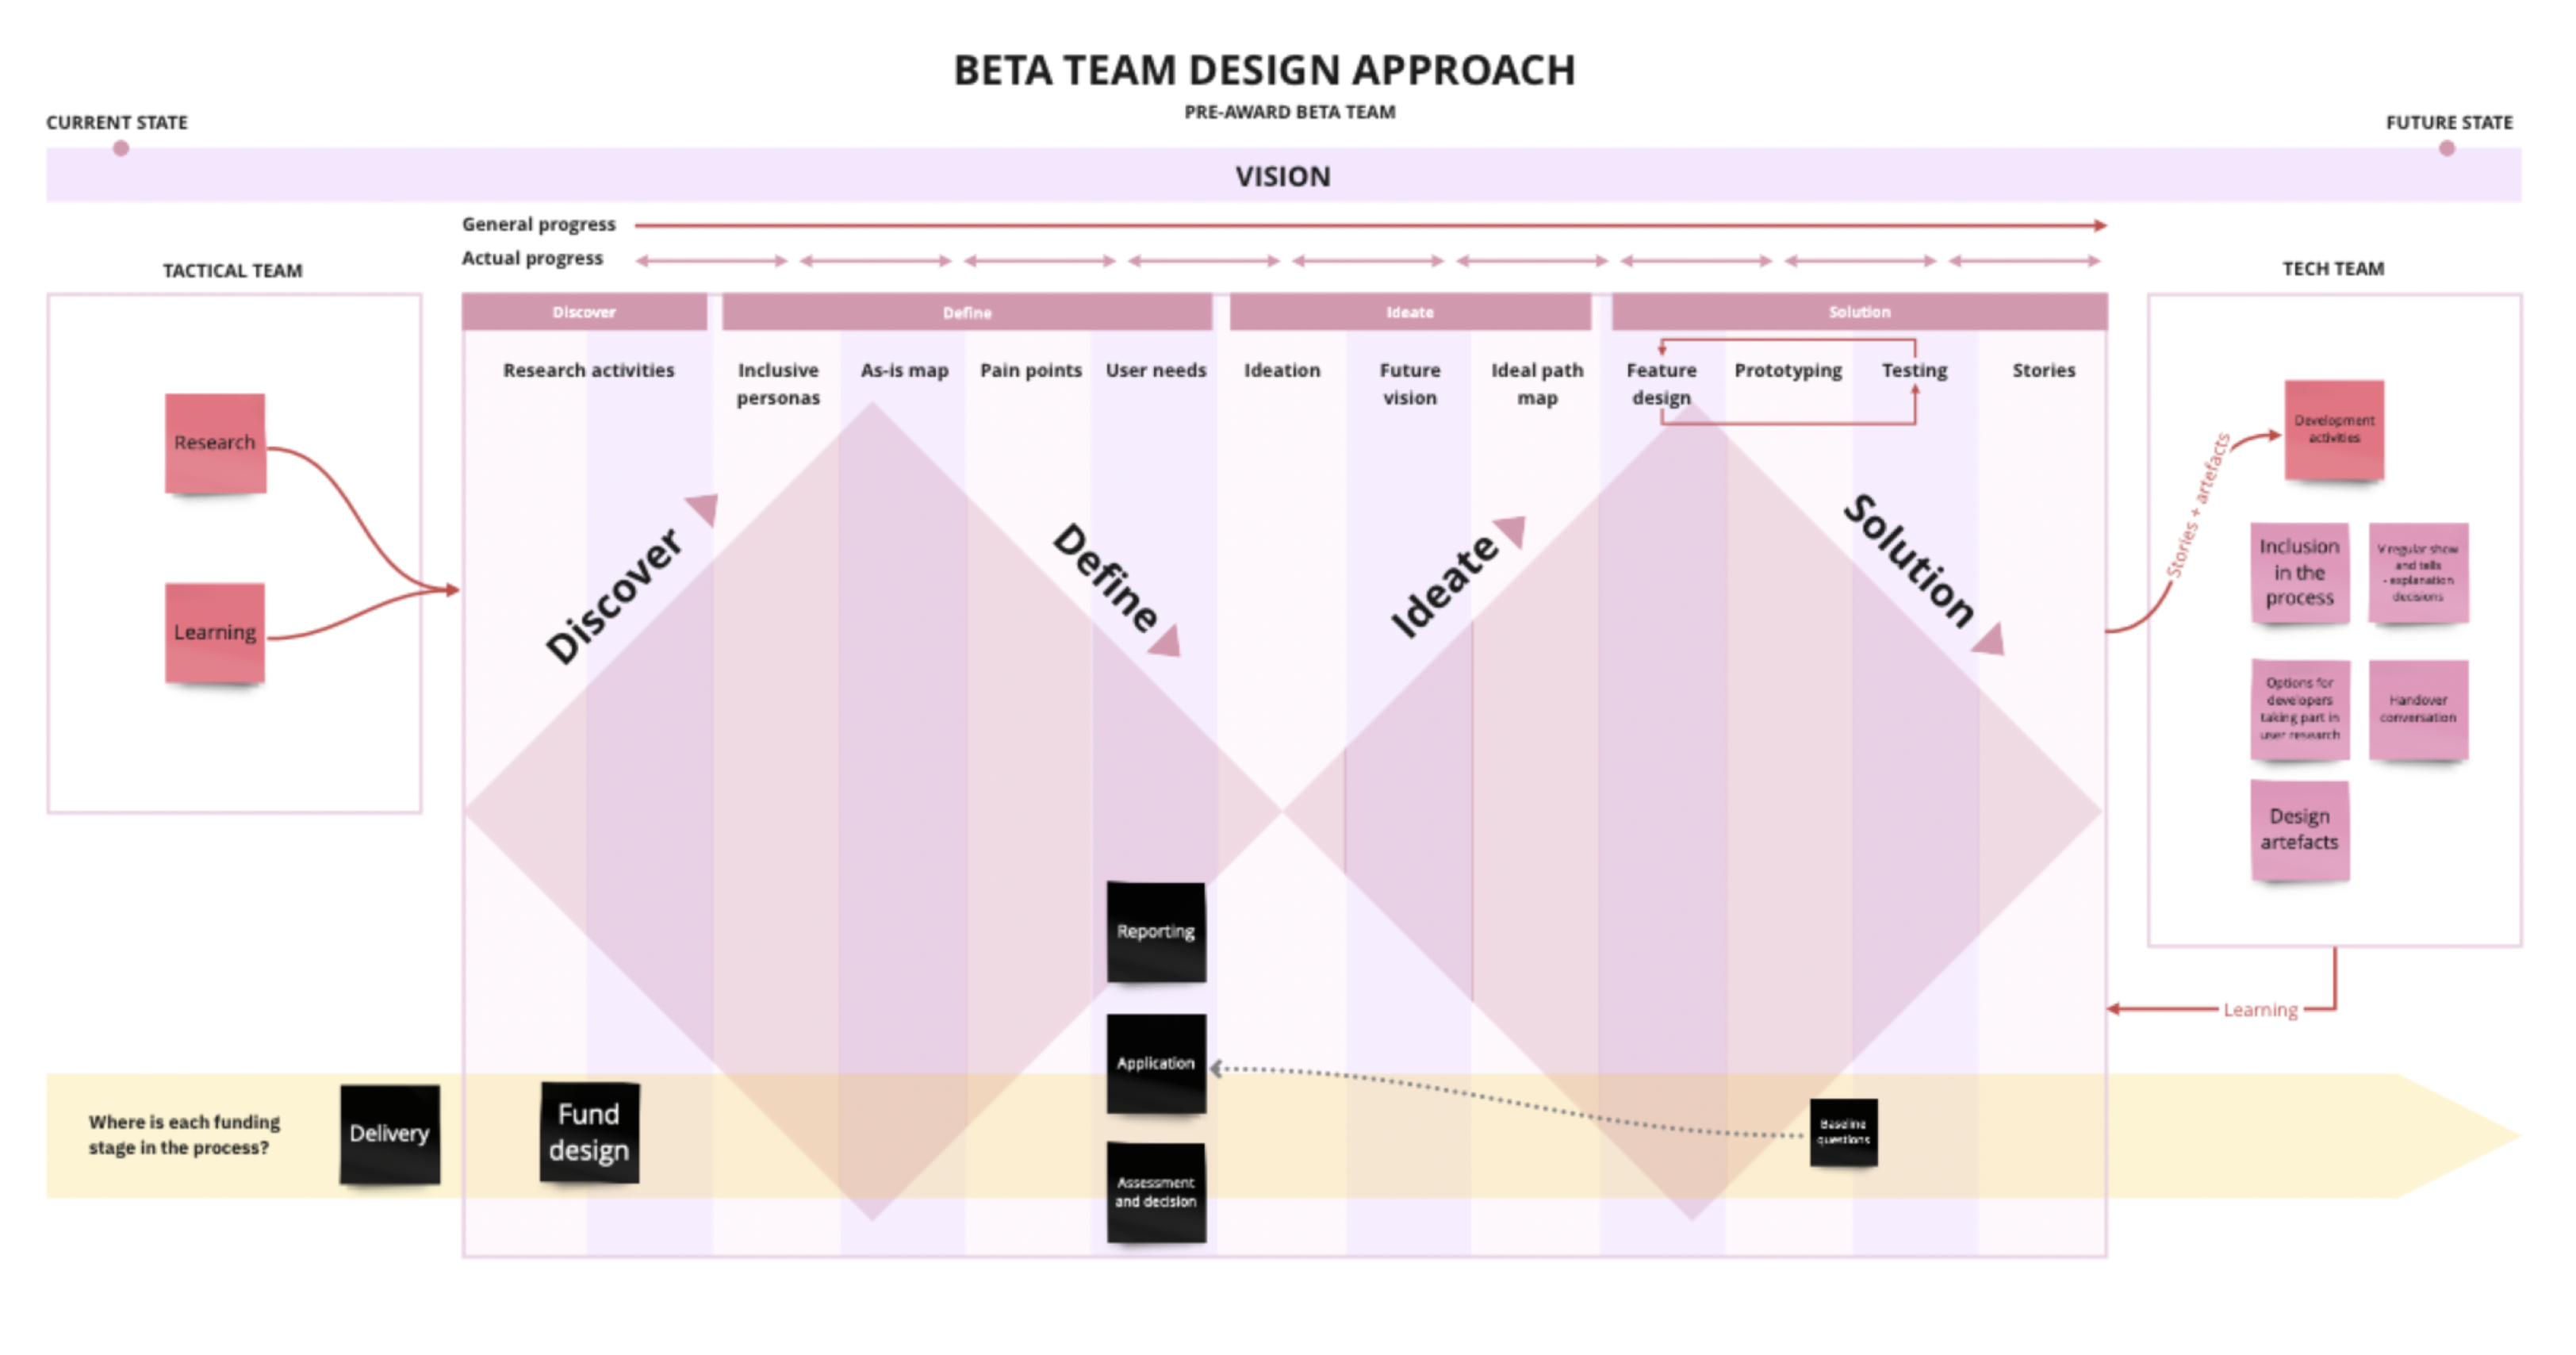 BETA TEAM DESIGN APPROACH
PRE-AWARD BETA TEAM
CURRENT STATE
FUTURE STATE
VISION
General progress
Actual progress
TACTICAL TEAM
Research
Learning
Discover
Define
Ideate
Solution
Research activities
Inclusive
personas
As-is map
Pain points
User needs
Ideation
Future
vision
Ideal path
map
Feature
design
Prototyping
Testing
Stories
Discover
Define
Ideate
Solution
Stories + artefacts
TECH TEAM
Development
activities
Inclusion
in the
process
V regular show
and tells
- explanation
decisions
Options for
developers
taking part in
user research
Handover
conversation
Design
artefacts
Learning
Where is each funding
stage in the process?
Delivery
Fund
design
Reporting
Application
Assessment
and decision
Baseline
questions